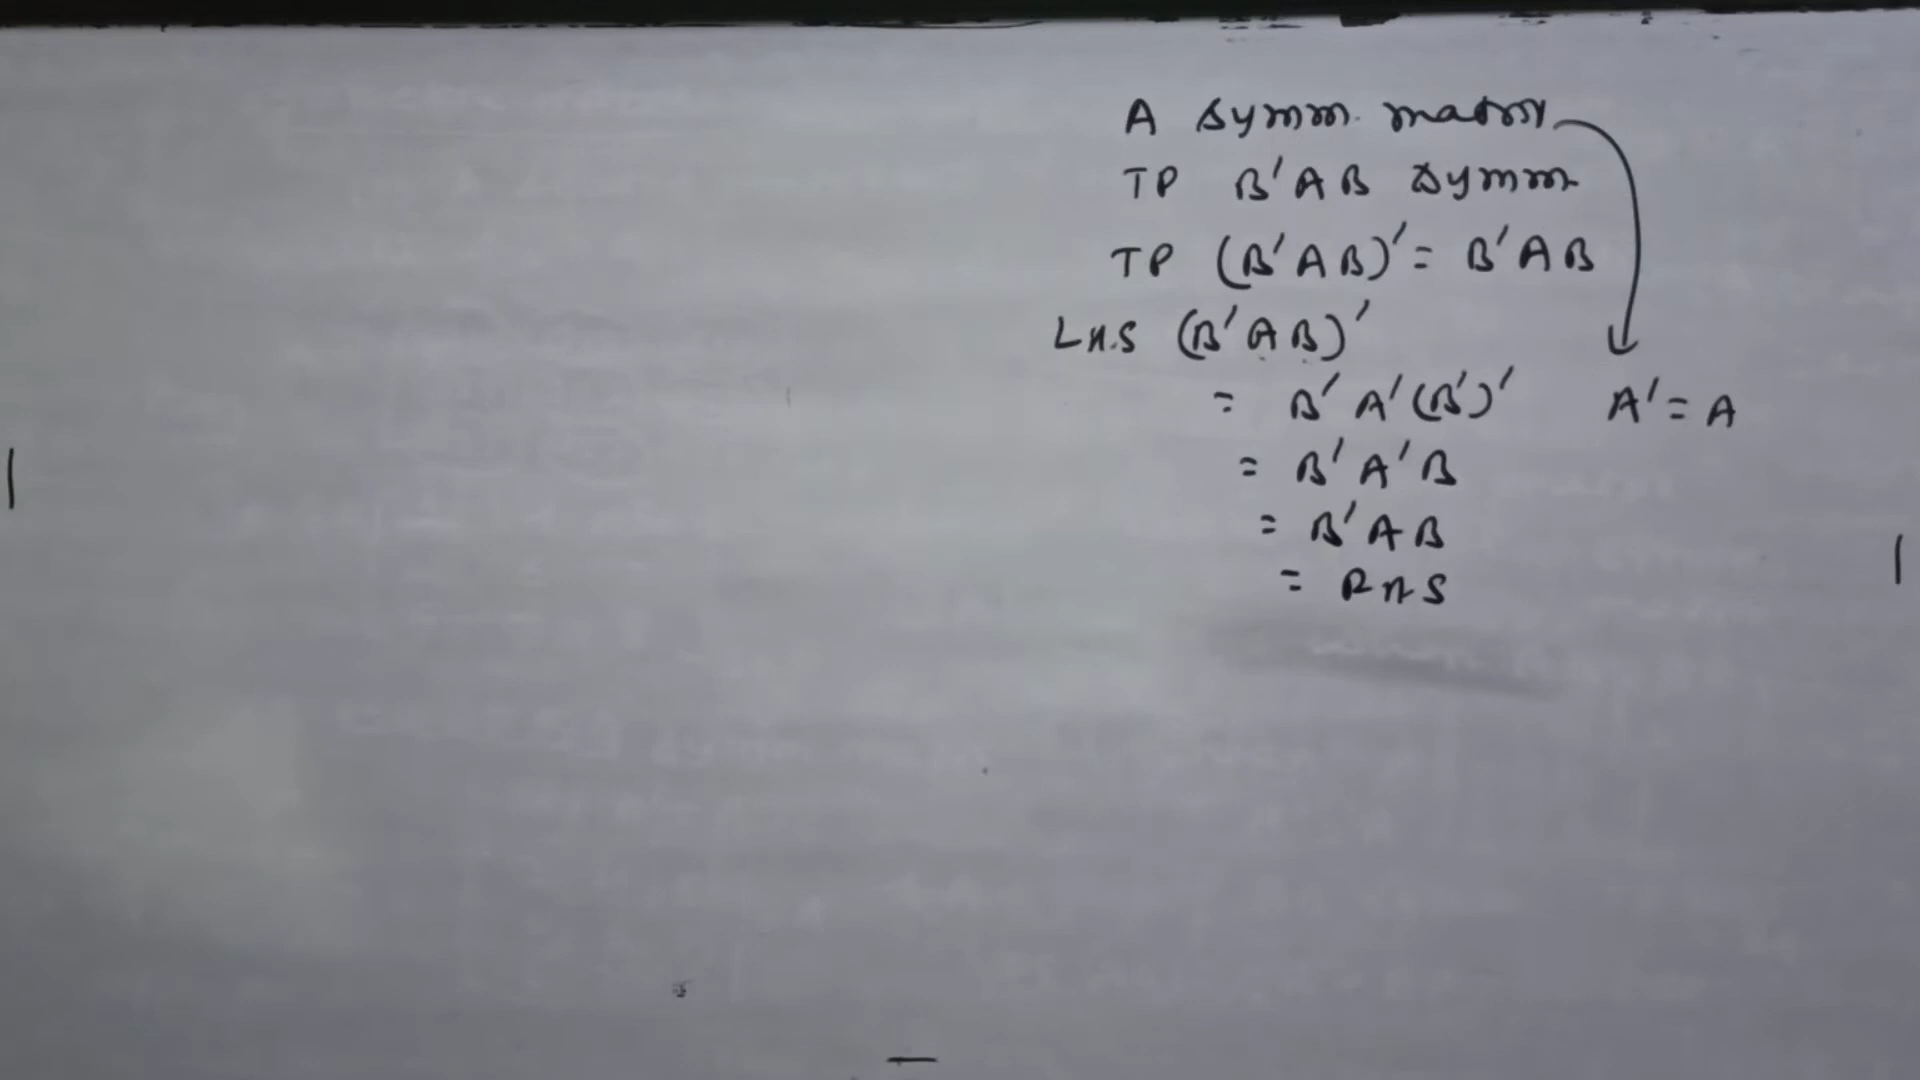 A symm. matrix
TP B'AB symm
TP (B'AB)' = B'AB
LHS (B'AB)'
= B'A'(B')' A' = A
= B'A'B
= B'AB
= RHS